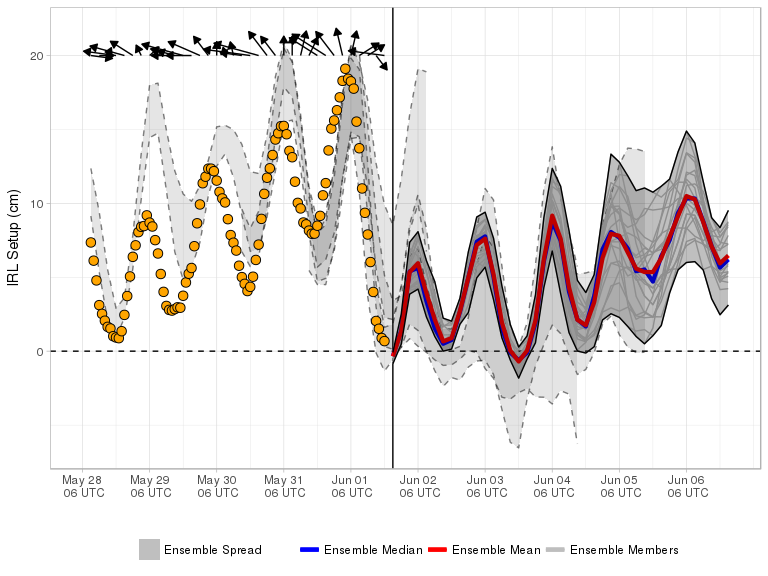 IRL Setup (cm)
20
10
0
May 28 May 29 May 30 May 31 Jun 01 Jun 02 Jun 03 Jun 04 Jun 05 Jun 06
06 UTC 06 UTC 06 UTC 06 UTC 06 UTC 06 UTC 06 UTC 06 UTC 06 UTC 06 UTC
Ensemble Spread Ensemble Median Ensemble Mean Ensemble Members